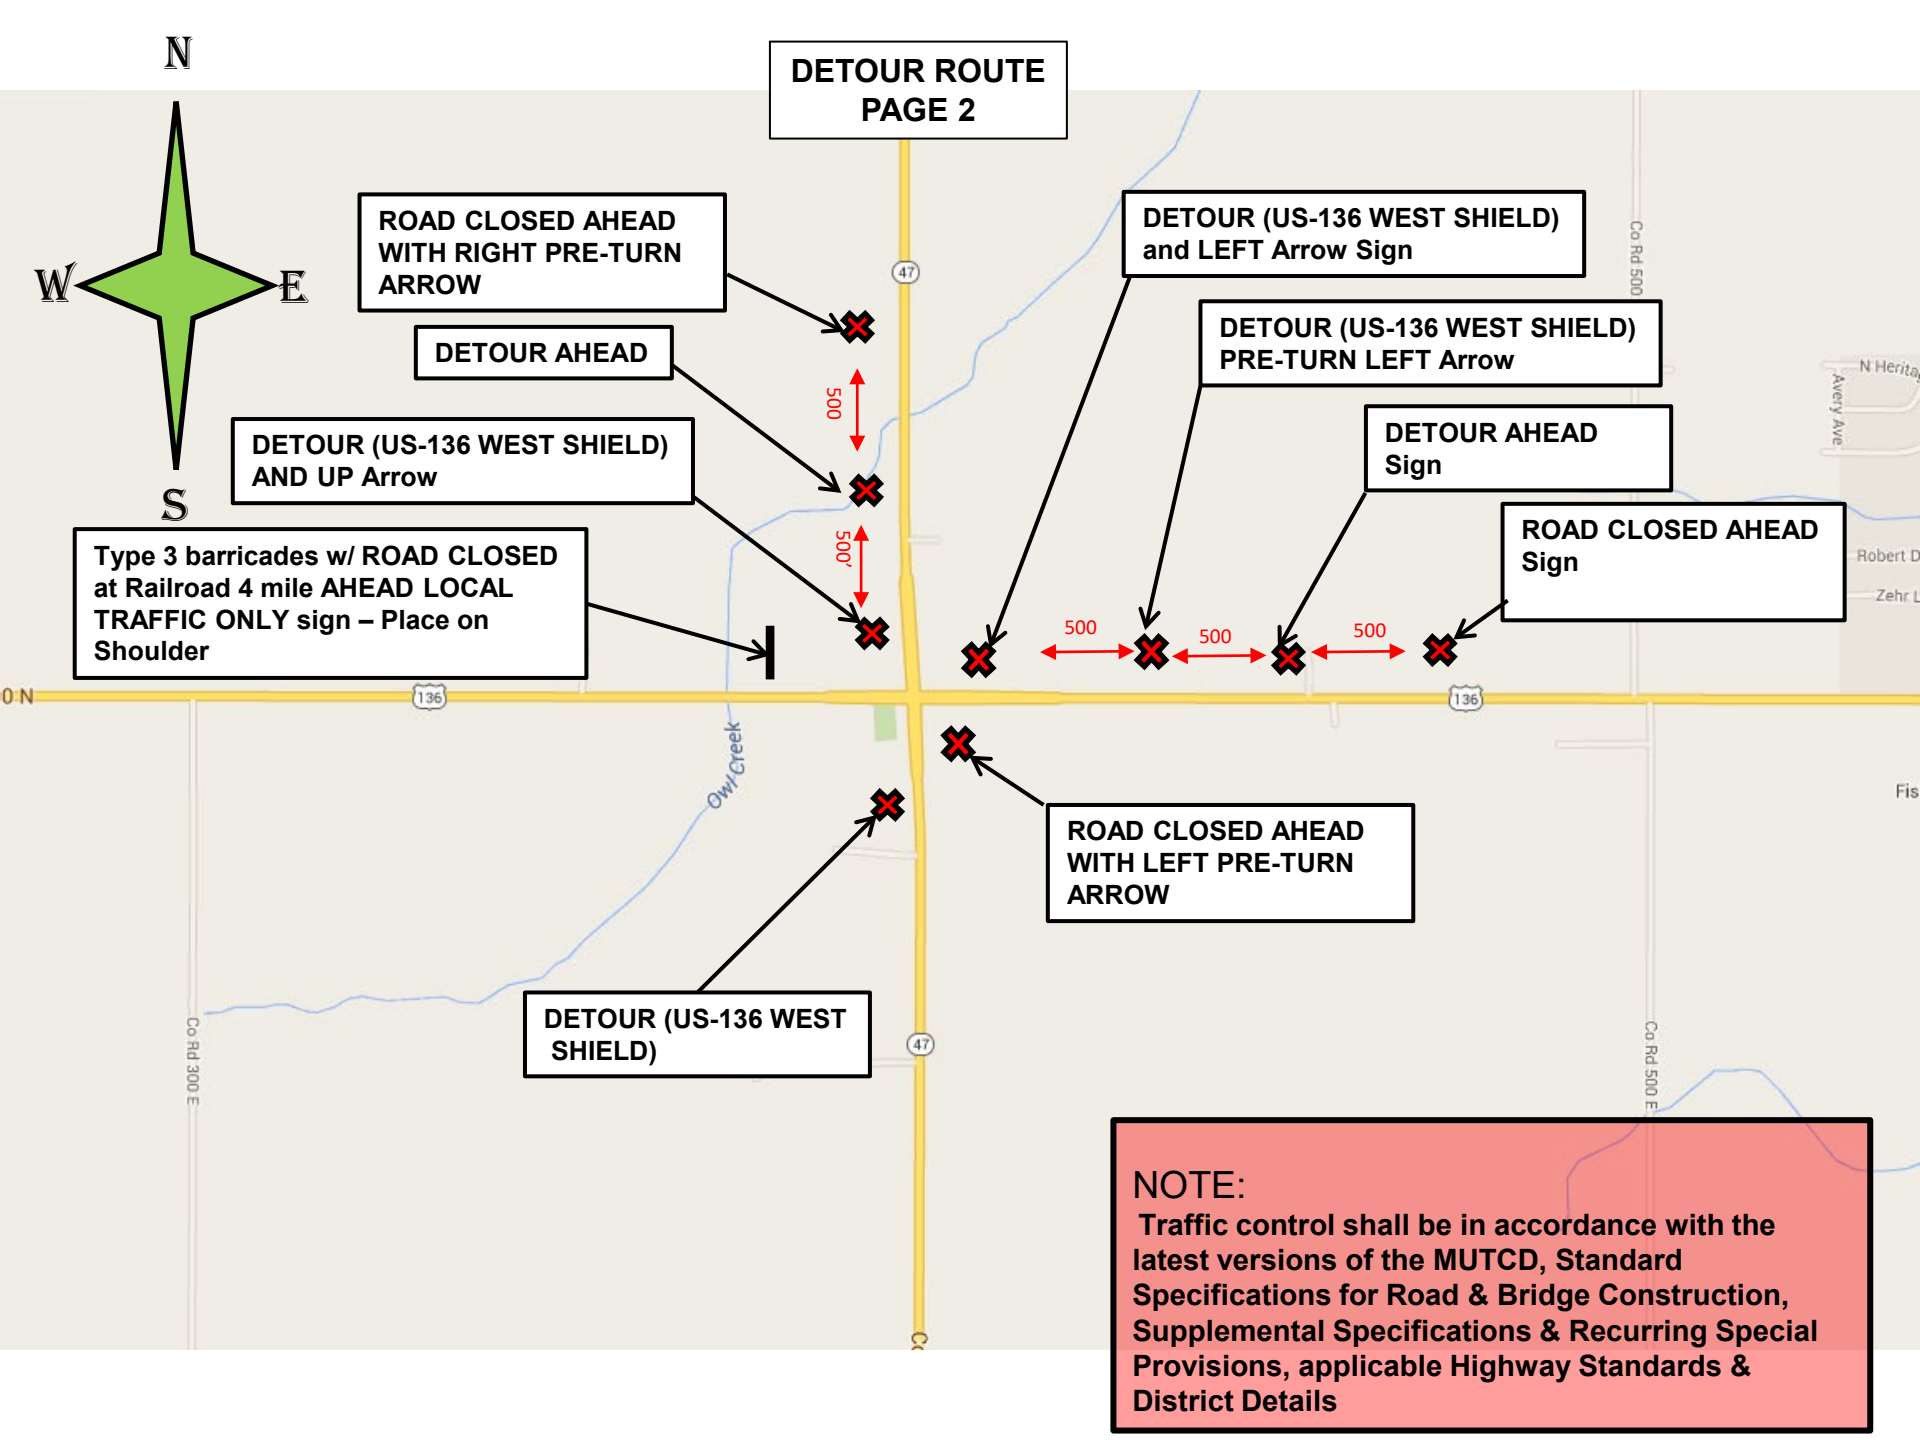 N
W
E
S
DETOUR ROUTE
PAGE 2
ROAD CLOSED AHEAD
WITH RIGHT PRE-TURN
ARROW
DETOUR AHEAD
DETOUR (US-136 WEST SHIELD)
AND UP Arrow
Type 3 barricades w/ ROAD CLOSED
at Railroad 4 mile AHEAD LOCAL
TRAFFIC ONLY sign – Place on
Shoulder
DETOUR (US-136 WEST SHIELD)
and LEFT Arrow Sign
DETOUR (US-136 WEST SHIELD)
PRE-TURN LEFT Arrow
DETOUR AHEAD
Sign
ROAD CLOSED AHEAD
Sign
47
500
500'
500
500
500
Co Rd 500
N Herita
Avery Ave
Robert D
Zehr L
0 N
136
136
Owl Creek
Fis
ROAD CLOSED AHEAD
WITH LEFT PRE-TURN
ARROW
DETOUR (US-136 WEST
SHIELD)
47
Co Rd 300 E
Co Rd 500 E
Co
NOTE:
Traffic control shall be in accordance with the
latest versions of the MUTCD, Standard
Specifications for Road & Bridge Construction,
Supplemental Specifications & Recurring Special
Provisions, applicable Highway Standards &
District Details